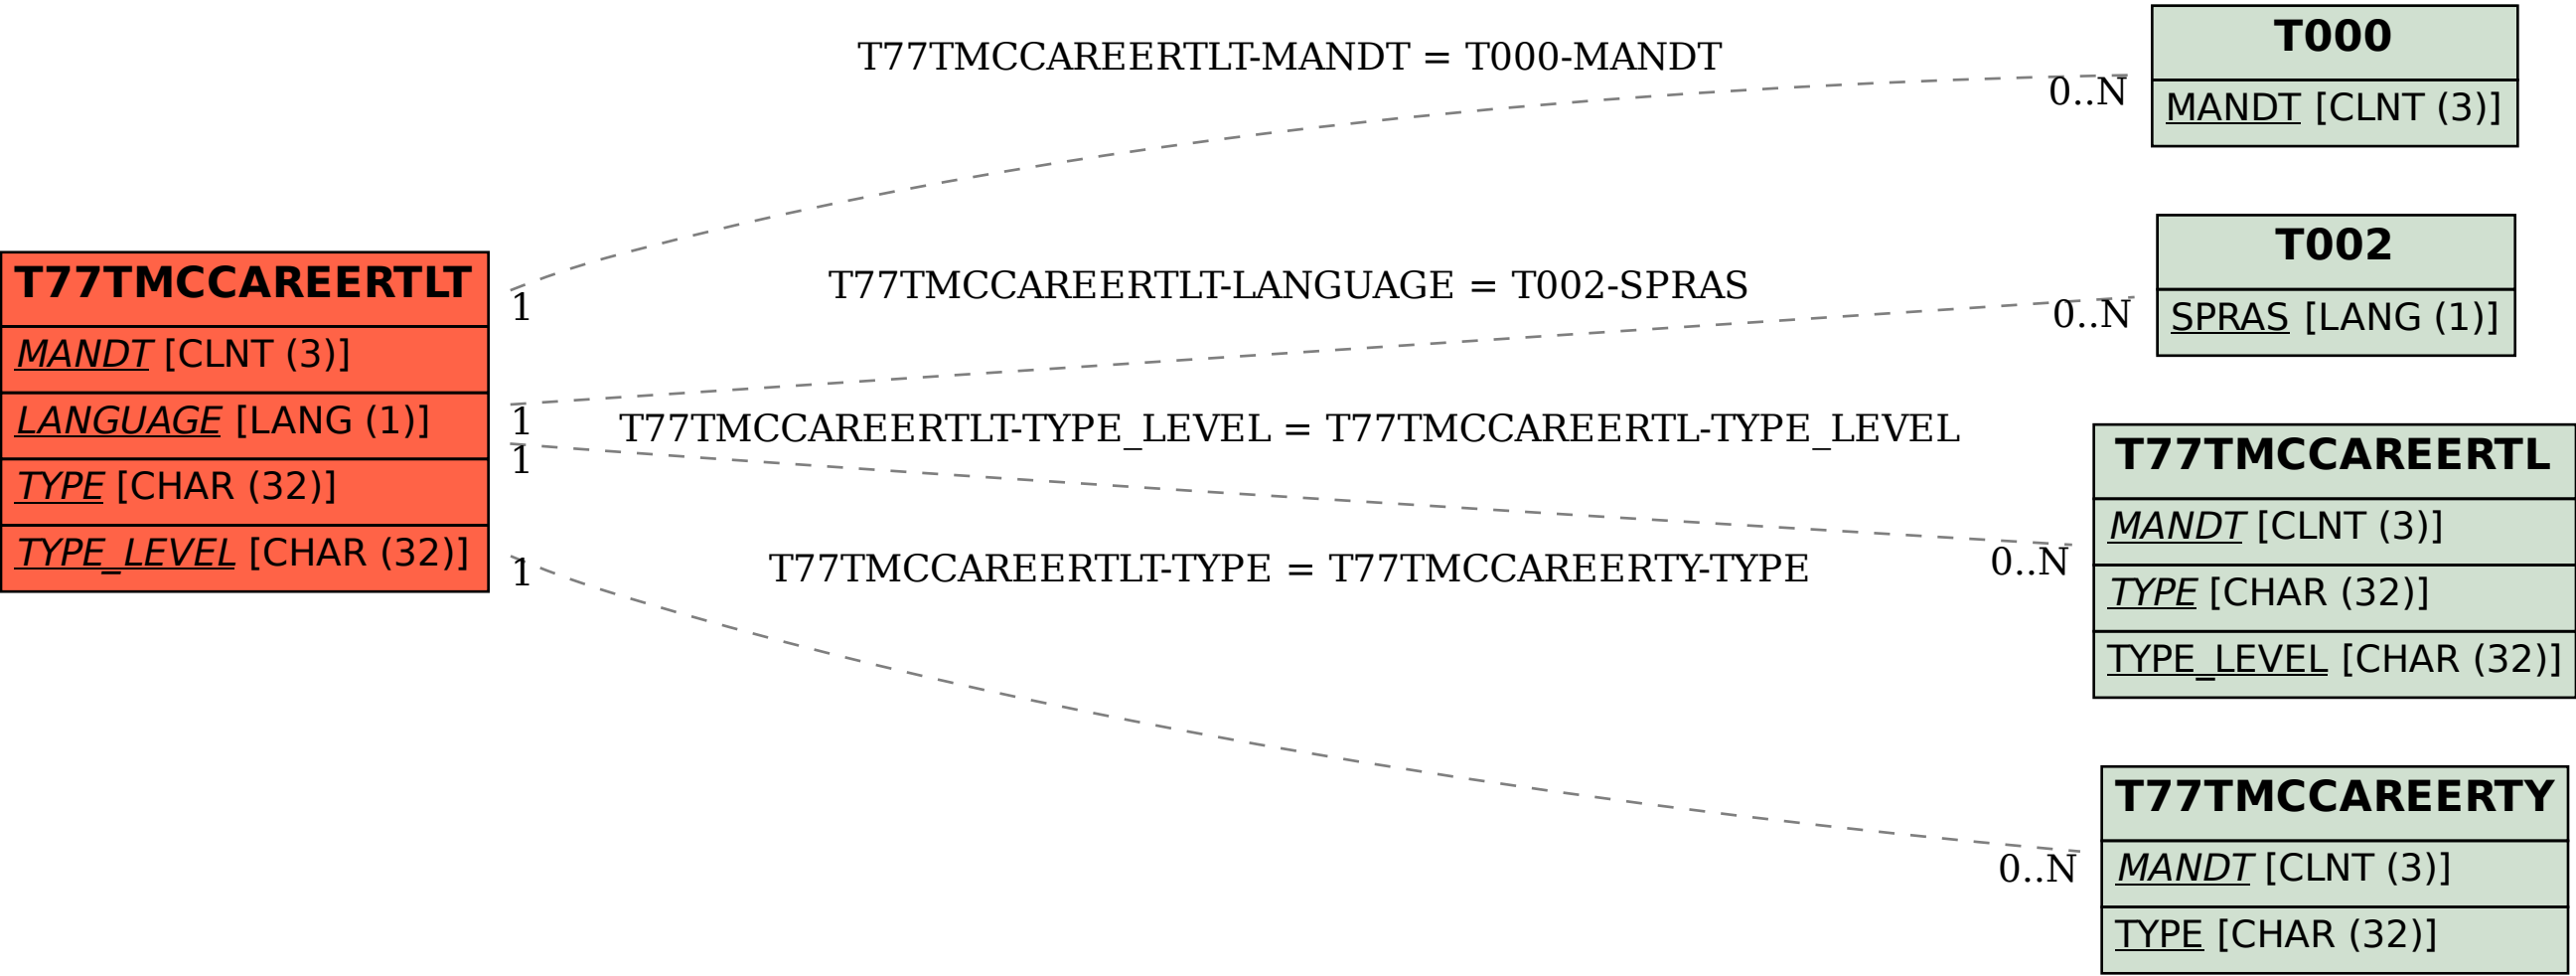 T77TMCCAREERTLT
MANDT [CLNT (3)]
LANGUAGE [LANG (1)]
TYPE [CHAR (32)]
TYPE_LEVEL [CHAR (32)]
T77TMCCAREERTLT-MANDT = T000-MANDT
1
0..N
T77TMCCAREERTLT-LANGUAGE = T002-SPRAS
1
0..N
T77TMCCAREERTLT-TYPE_LEVEL = T77TMCCAREERTL-TYPE_LEVEL
1
0..N
T77TMCCAREERTLT-TYPE = T77TMCCAREERTY-TYPE
1
0..N
T000
MANDT [CLNT (3)]
T002
SPRAS [LANG (1)]
T77TMCCAREERTL
MANDT [CLNT (3)]
TYPE [CHAR (32)]
TYPE_LEVEL [CHAR (32)]
T77TMCCAREERTY
MANDT [CLNT (3)]
TYPE [CHAR (32)]